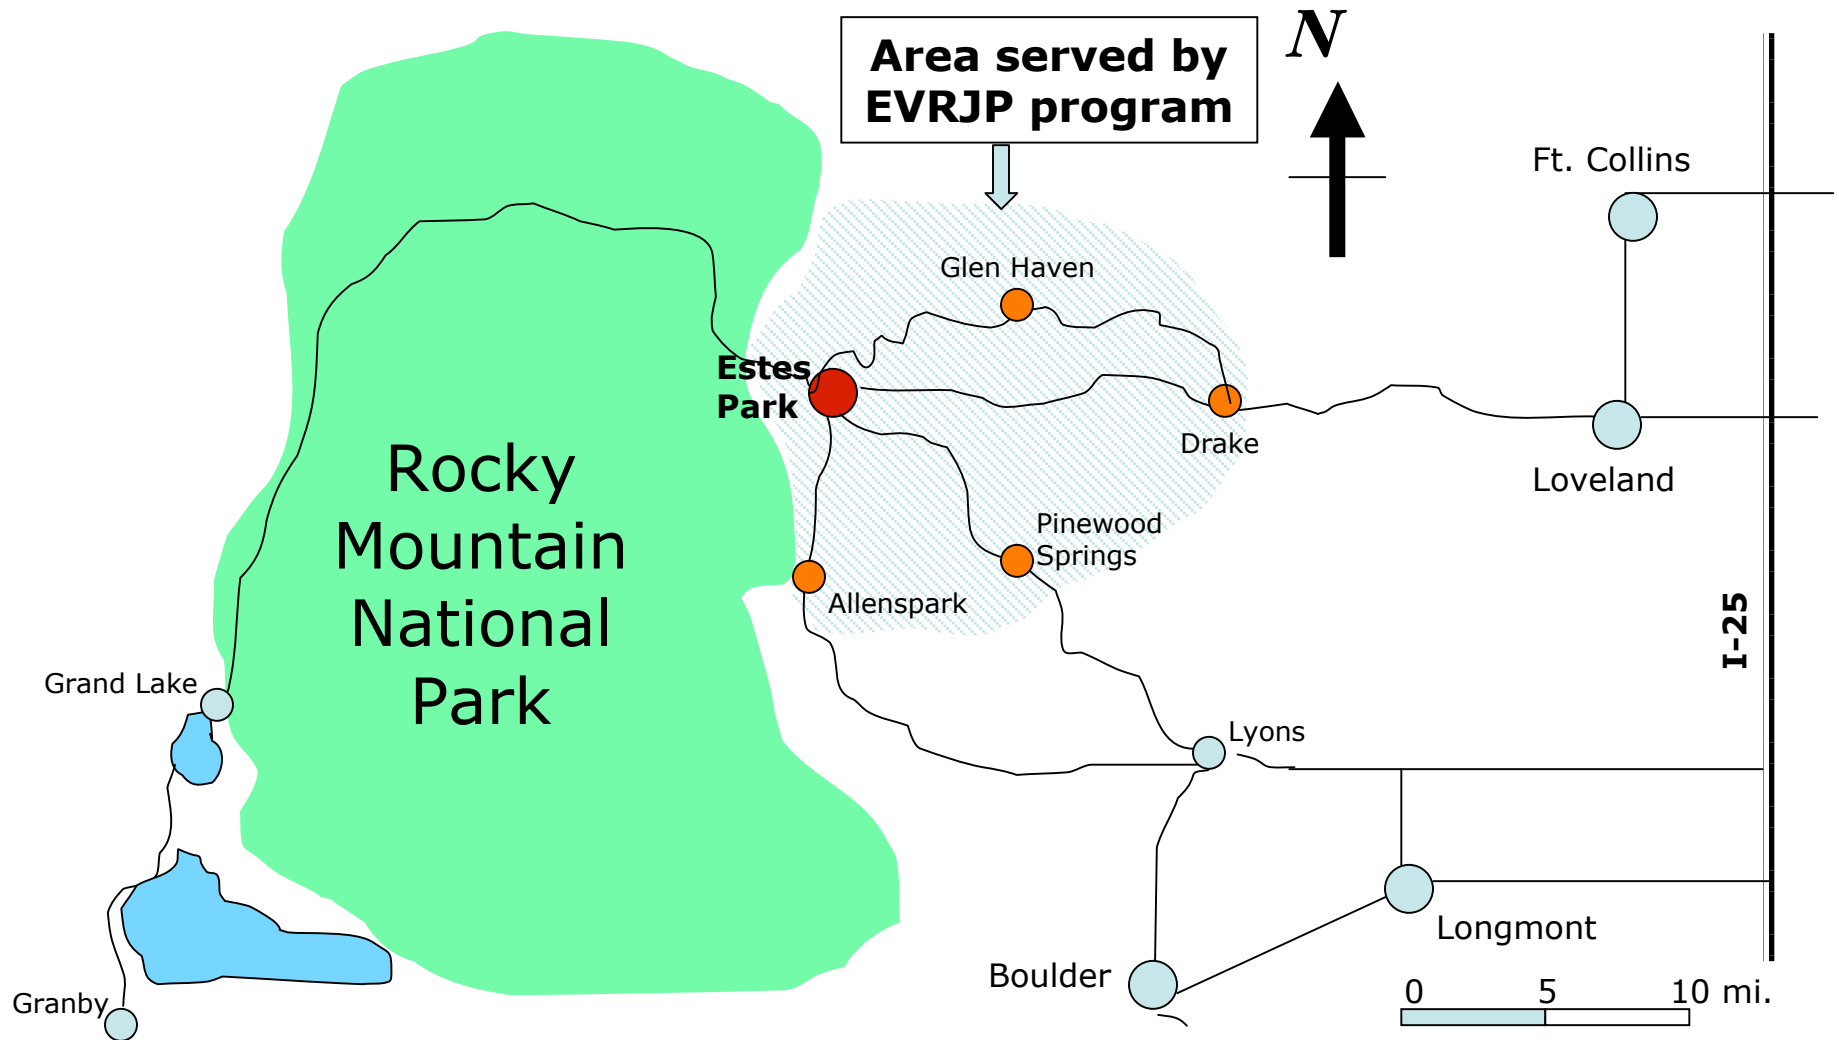 Area served by
EVRJP program
N
Ft. Collins
Glen Haven
Estes
Park
Drake
Loveland
Rocky
Mountain
National
Park
Pinewood
Springs
Allenspark
I-25
Grand Lake
Lyons
Longmont
Boulder
0 5 10 mi.
Granby